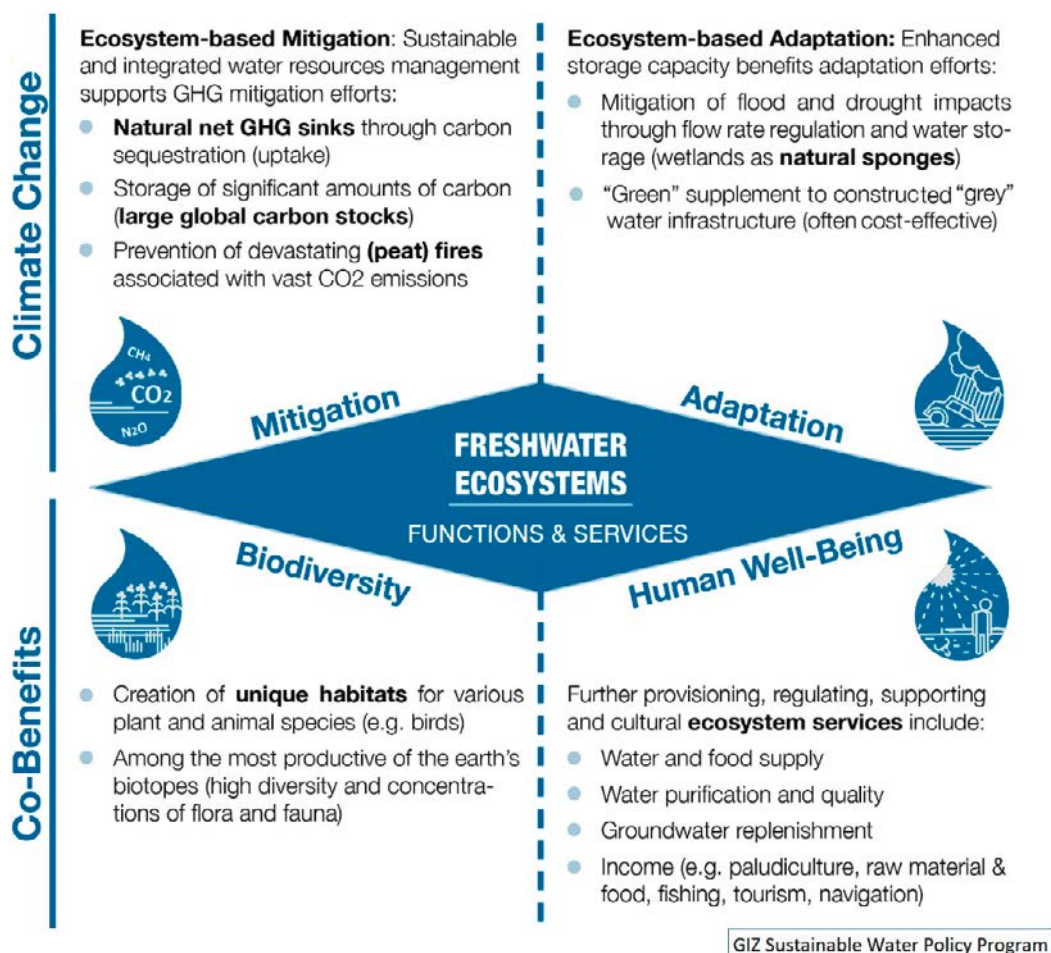 Climate Change
Ecosystem-based Mitigation: Sustainable
and integrated water resources management
supports GHG mitigation efforts:
Natural net GHG sinks through carbon
sequestration (uptake)
Storage of significant amounts of carbon
(large global carbon stocks)
Prevention of devastating (peat) fires
associated with vast CO2 emissions
Ecosystem-based Adaptation: Enhanced
storage capacity benefits adaptation efforts:
Mitigation of flood and drought impacts
through flow rate regulation and water sto-
rage (wetlands as natural sponges)
"Green" supplement to constructed "grey"
water infrastructure (often cost-effective)
CH4
CO2
N2O
Mitigation
Adaptation
FRESHWATER
ECOSYSTEMS
FUNCTIONS & SERVICES
Biodiversity
Human Well-Being
Co-Benefits
Creation of unique habitats for various
plant and animal species (e.g. birds)
Among the most productive of the earth's
biotopes (high diversity and concentra-
tions of flora and fauna)
Further provisioning, regulating, supporting
and cultural ecosystem services include:
Water and food supply
Water purification and quality
Groundwater replenishment
Income (e.g. paludiculture, raw material &
food, fishing, tourism, navigation)
GIZ Sustainable Water Policy Program